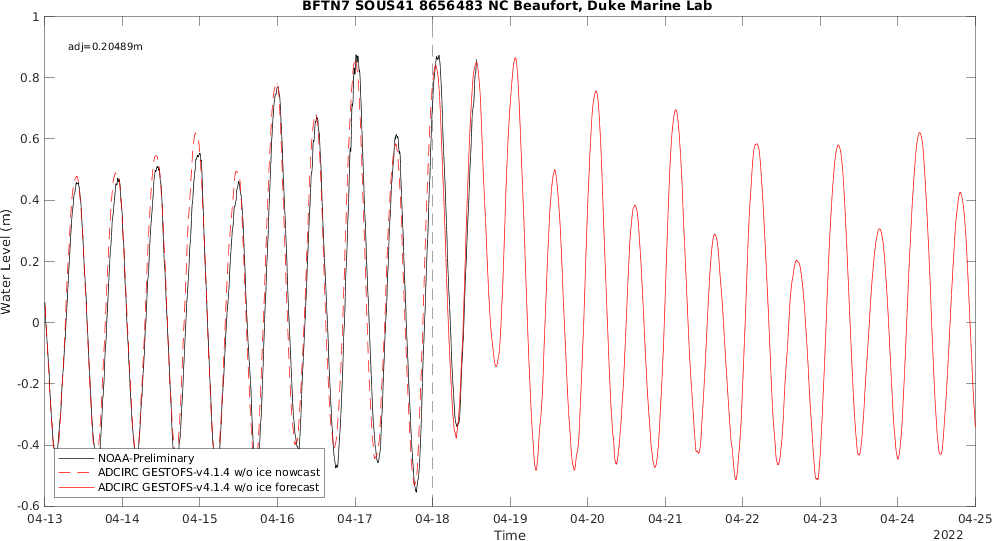 BFTN7 SOUS41 8656483 NC Beaufort, Duke Marine Lab
adj=0.20489m
Water Level (m)
1
0.8
0.6
0.4
0.2
0
-0.2
-0.4
-0.6
NOAA-Preliminary
ADCIRC GESTOFS-v4.1.4 w/o ice nowcast
ADCIRC GESTOFS-v4.1.4 w/o ice forecast
04-13 04-14 04-15 04-16 04-17 04-18 04-19 04-20 04-21 04-22 04-23 04-24 04-25
Time
2022